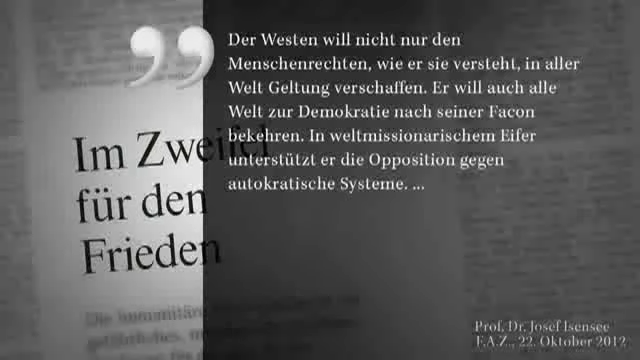 Der Westen will nicht nur den
Menschenrechten, wie er sie versteht, in aller
Welt Geltung verschaffen. Er will auch alle
Welt zur Demokratie nach seiner Facon
bekehren. In weltmissionarischem Eifer
unterstützt er die Opposition gegen
autokratische Systeme. ...
Im Zweifel
für den
Frieden
Die humanitär
Prof. Dr. Josef Isensee
F.A.Z., 22. Oktober 2012